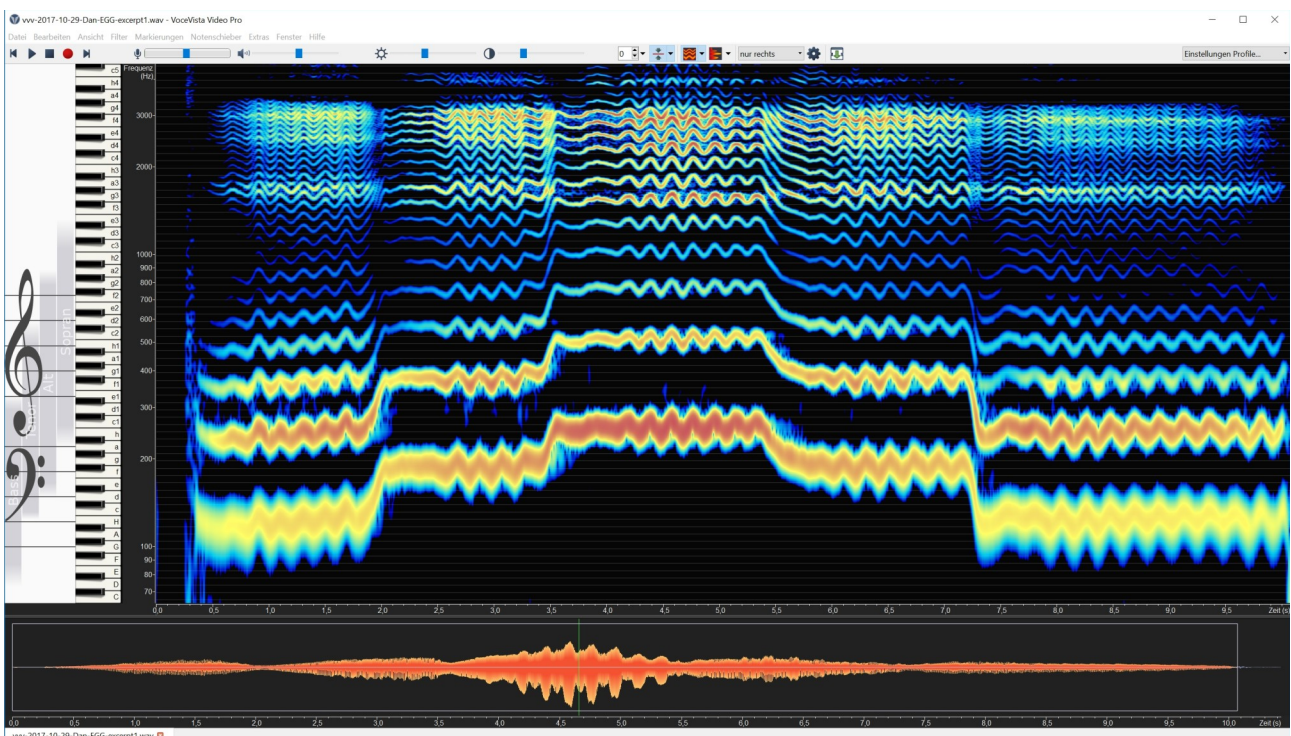 vvv-2017-10-29-Dan-EGG-excerpt1.wav - VoceVista Video Pro
Datei Bearbeiten Ansicht Filter Markierungen Notenschieber Extras Fenster Hilfe
0 nur rechts Einstellungen Profile...
Frequenz
(Hz)
c5
h4
a4
g4
f4
e4
d4
c4
h3
a3
g3
f3
e3
d3
c3
h2
a2
g2
f2
e2
d2
c2
h1
a1
g1
f1
e1
d1
c1
h
a
g
f
e
d
c
H
A
G
F
E
D
C
3000
2000
1000
900
800
700
600
500
400
300
200
100
90
80
70
Sopran
Alt
Tenor
Bass
0,0 0,5 1,0 1,5 2,0 2,5 3,0 3,5 4,0 4,5 5,0 5,5 6,0 6,5 7,0 7,5 8,0 8,5 9,0 9,5 Zeit (s)
0,0 0,5 1,0 1,5 2,0 2,5 3,0 3,5 4,0 4,5 5,0 5,5 6,0 6,5 7,0 7,5 8,0 8,5 9,0 9,5 10,0 Zeit (s)
vvv-2017-10-29-Dan-EGG-excerpt1.wav